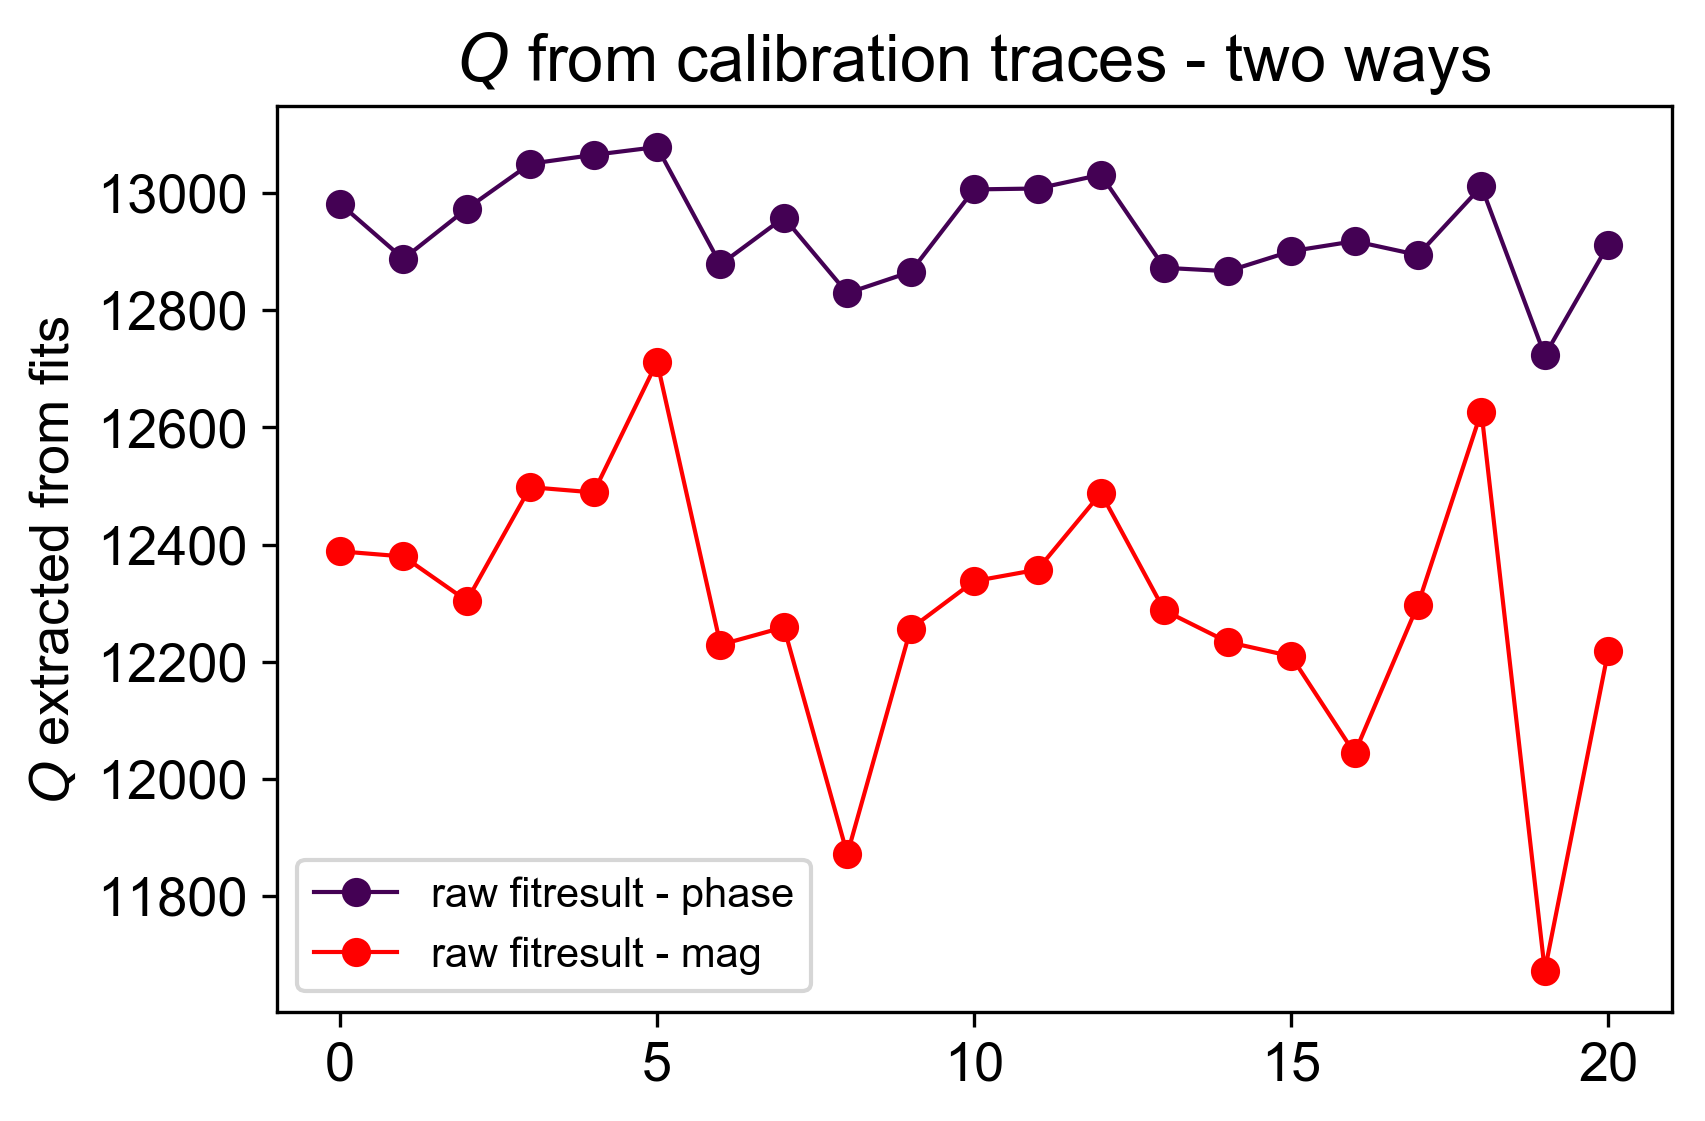 Q from calibration traces - two ways
Q extracted from fits
13000
12800
12600
12400
12200
12000
11800
raw fitresult - phase
raw fitresult - mag
0 5 10 15 20